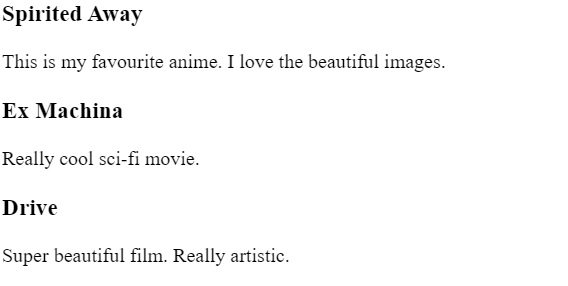 Spirited Away
This is my favourite anime. I love the beautiful images.
Ex Machina
Really cool sci-fi movie.
Drive
Super beautiful film. Really artistic.